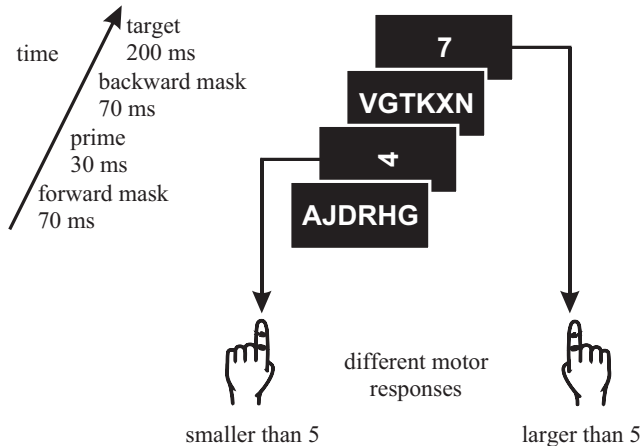 time
target
200 ms
backward mask
70 ms
prime
30 ms
forward mask
70 ms
7
VGTKXN
4
AJDRHG
different motor
responses
smaller than 5
larger than 5